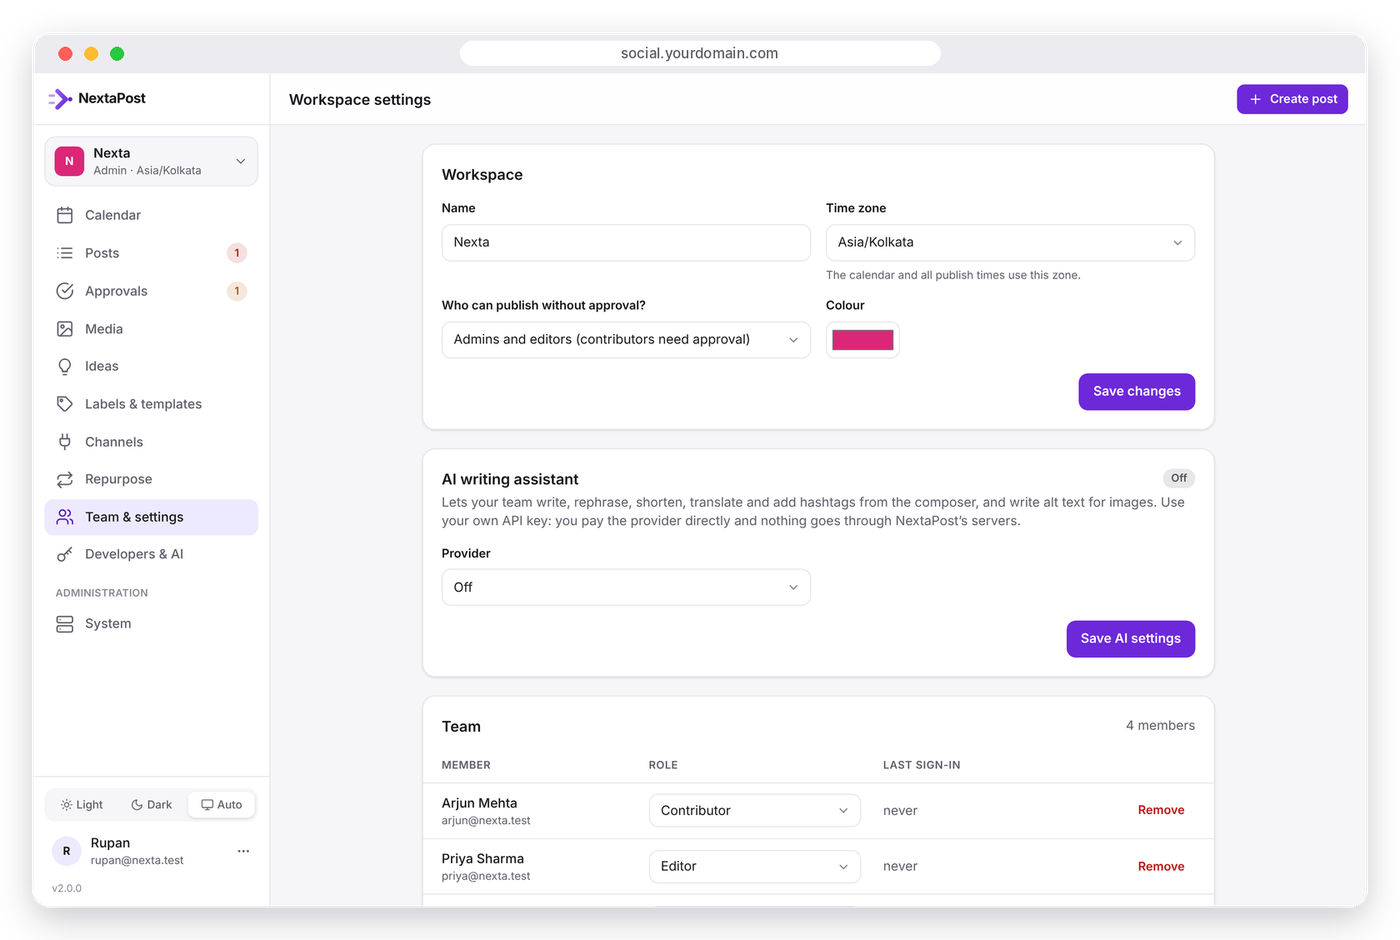 social.yourdomain.com
NextaPost
Workspace settings
Create post
N
Nexta
Admin · Asia/Kolkata
Calendar
Posts
1
Approvals
1
Media
Ideas
Labels & templates
Channels
Repurpose
Team & settings
Developers & AI
ADMINISTRATION
System
Light
Dark
Auto
R
Rupan
rupan@nexta.test
v2.0.0
Workspace
Name
Time zone
Nexta
Asia/Kolkata
The calendar and all publish times use this zone.
Who can publish without approval?
Colour
Admins and editors (contributors need approval)
Save changes
AI writing assistant
Off
Lets your team write, rephrase, shorten, translate and add hashtags from the composer, and write alt text for images. Use
your own API key: you pay the provider directly and nothing goes through NextaPost’s servers.
Provider
Off
Save AI settings
Team
4 members
MEMBER
ROLE
LAST SIGN-IN
Arjun Mehta
arjun@nexta.test
Contributor
never
Remove
Priya Sharma
priya@nexta.test
Editor
never
Remove